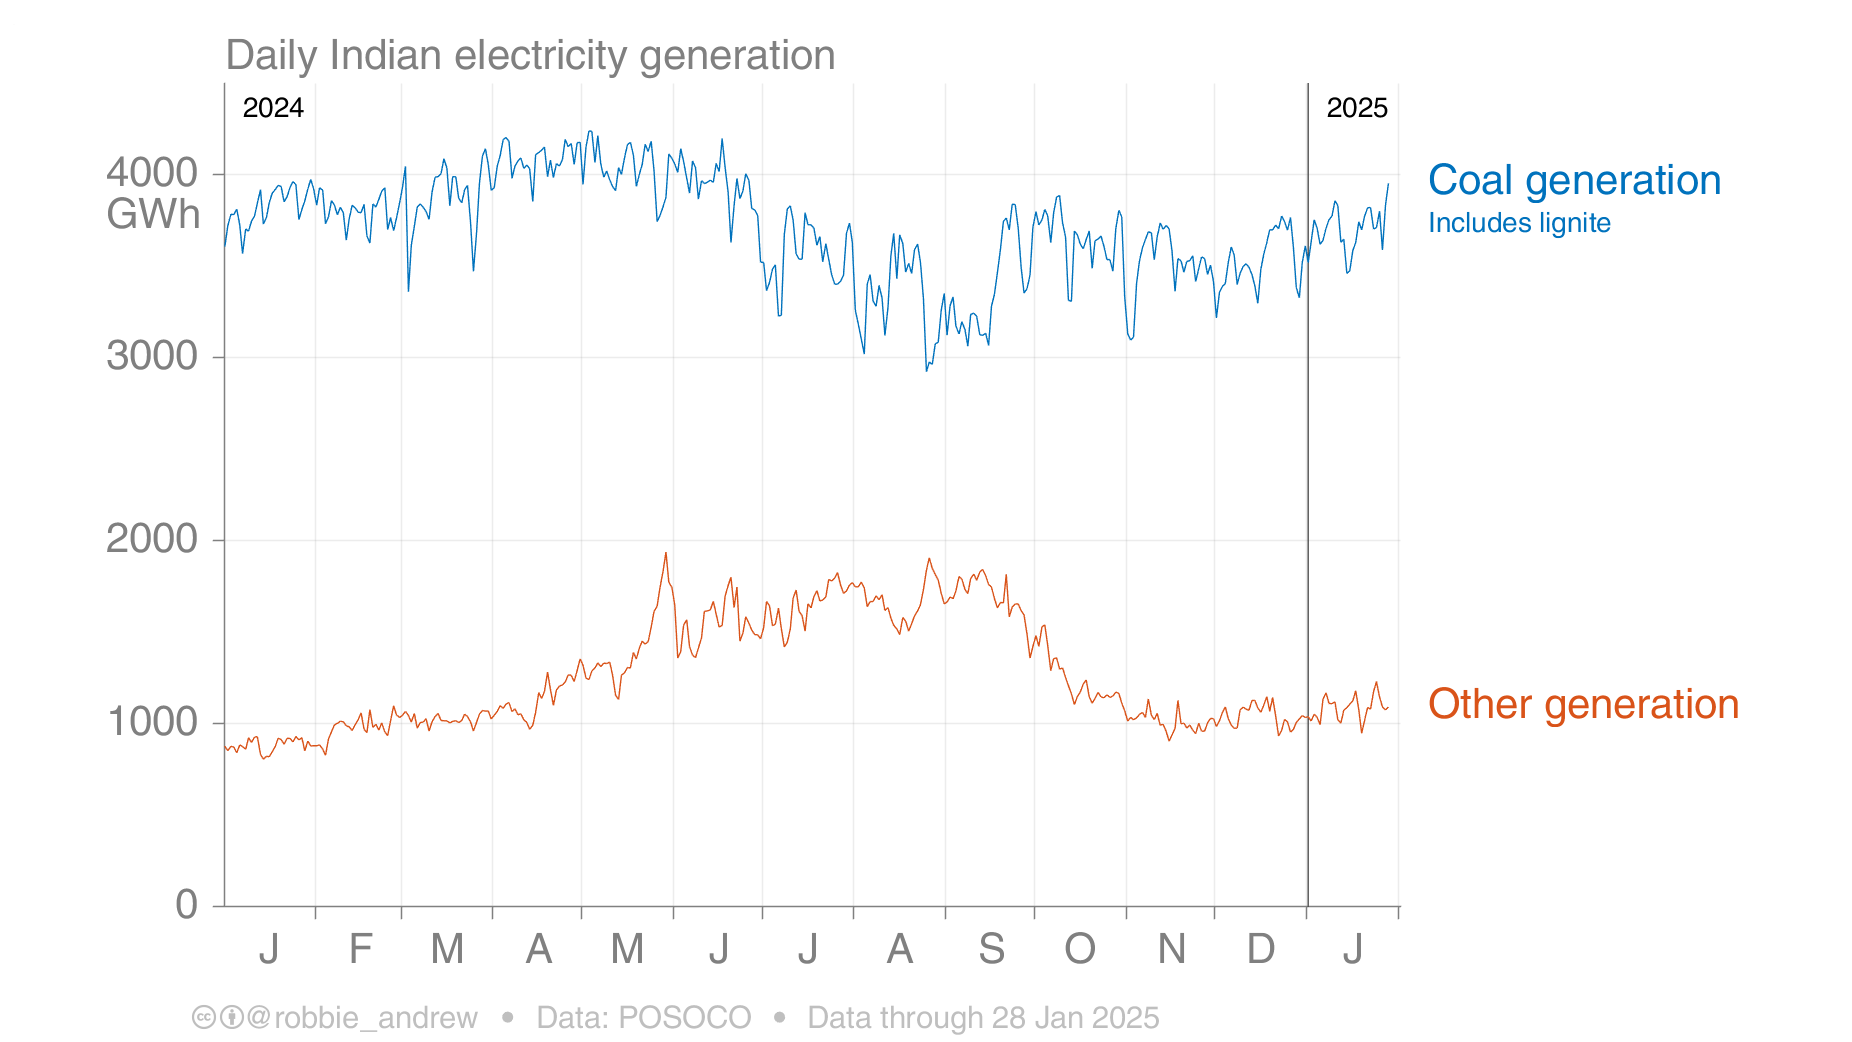 Daily Indian electricity generation
2024
2025
4000
GWh
3000
2000
1000
0
Coal generation
Includes lignite
Other generation
J F M A M J J A S O N D J
@robbie_andrew • Data: POSOCO • Data through 28 Jan 2025